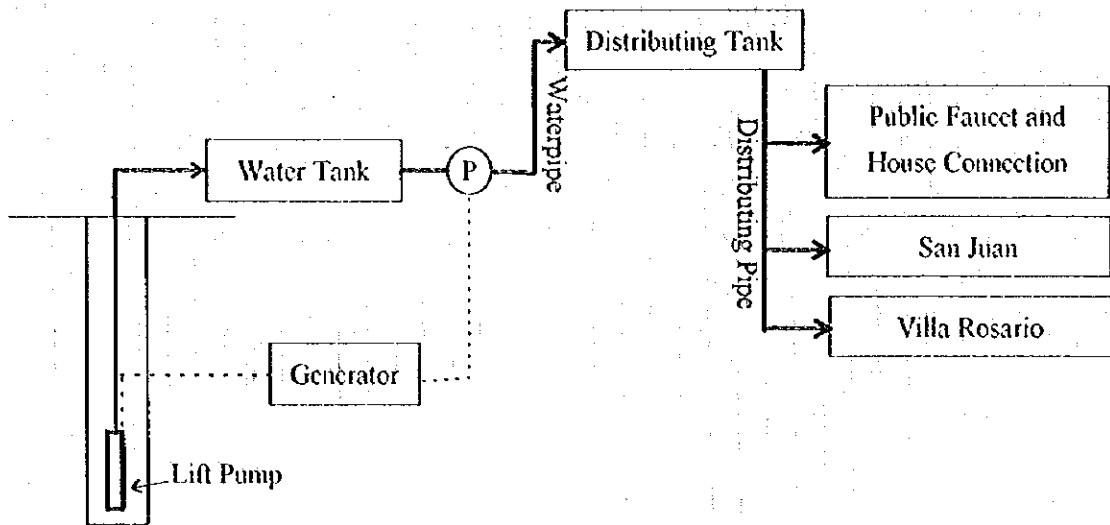 Distributing Tank
Waterpipe
Public Faucet and
House Connection
Water Tank
P
Distributing Pipe
San Juan
Villa Rosario
Generator
Lift Pump